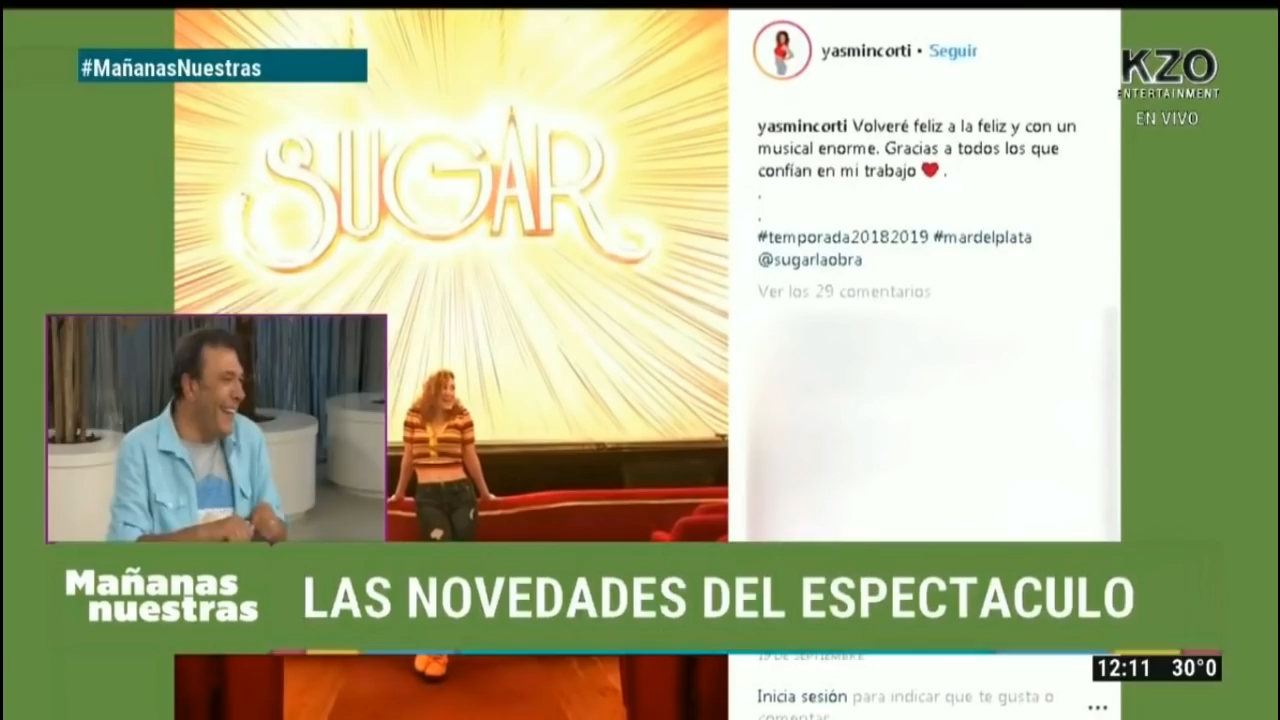 #MañanasNuestras
SUGAR
yasmincorti • Seguir
KZO
ENTERTAINMENT
EN VIVO
yasmincorti Volveré feliz a la feliz y con un
musical enorme. Gracias a todos los que
confían en mi trabajo ❤ .
.
.
#temporada20182019 #mardelplata
@sugarlaobra
Ver los 29 comentarios
Mañanas
nuestras
LAS NOVEDADES DEL ESPECTACULO
19 DE SEPTIEMBRE
12:11 30°0
Inicia sesión para indicar que te gusta o
comentar.